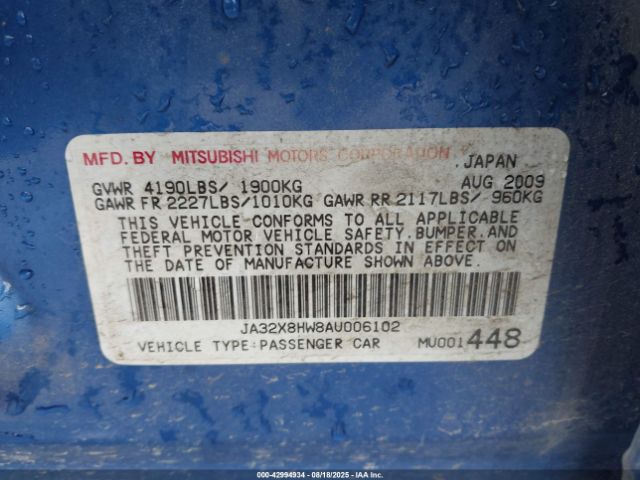 MFD. BY MITSUBISHI MOTORS CORPORATION, JAPAN
GVWR 4190LBS/ 1900KG AUG 2009
GAWR FR 2227LBS/1010KG GAWR RR 2117LBS/ 960KG
THIS VEHICLE CONFORMS TO ALL APPLICABLE
FEDERAL MOTOR VEHICLE SAFETY.BUMPER.AND
THEFT PREVENTION STANDARDS IN EFFECT ON
THE DATE OF MANUFACTURE SHOWN ABOVE.
JA32X8HW8AU006102
VEHICLE TYPE:PASSENGER CAR MU001448
© IAA-42994934 - 08/18/2025 - IAAI.COM